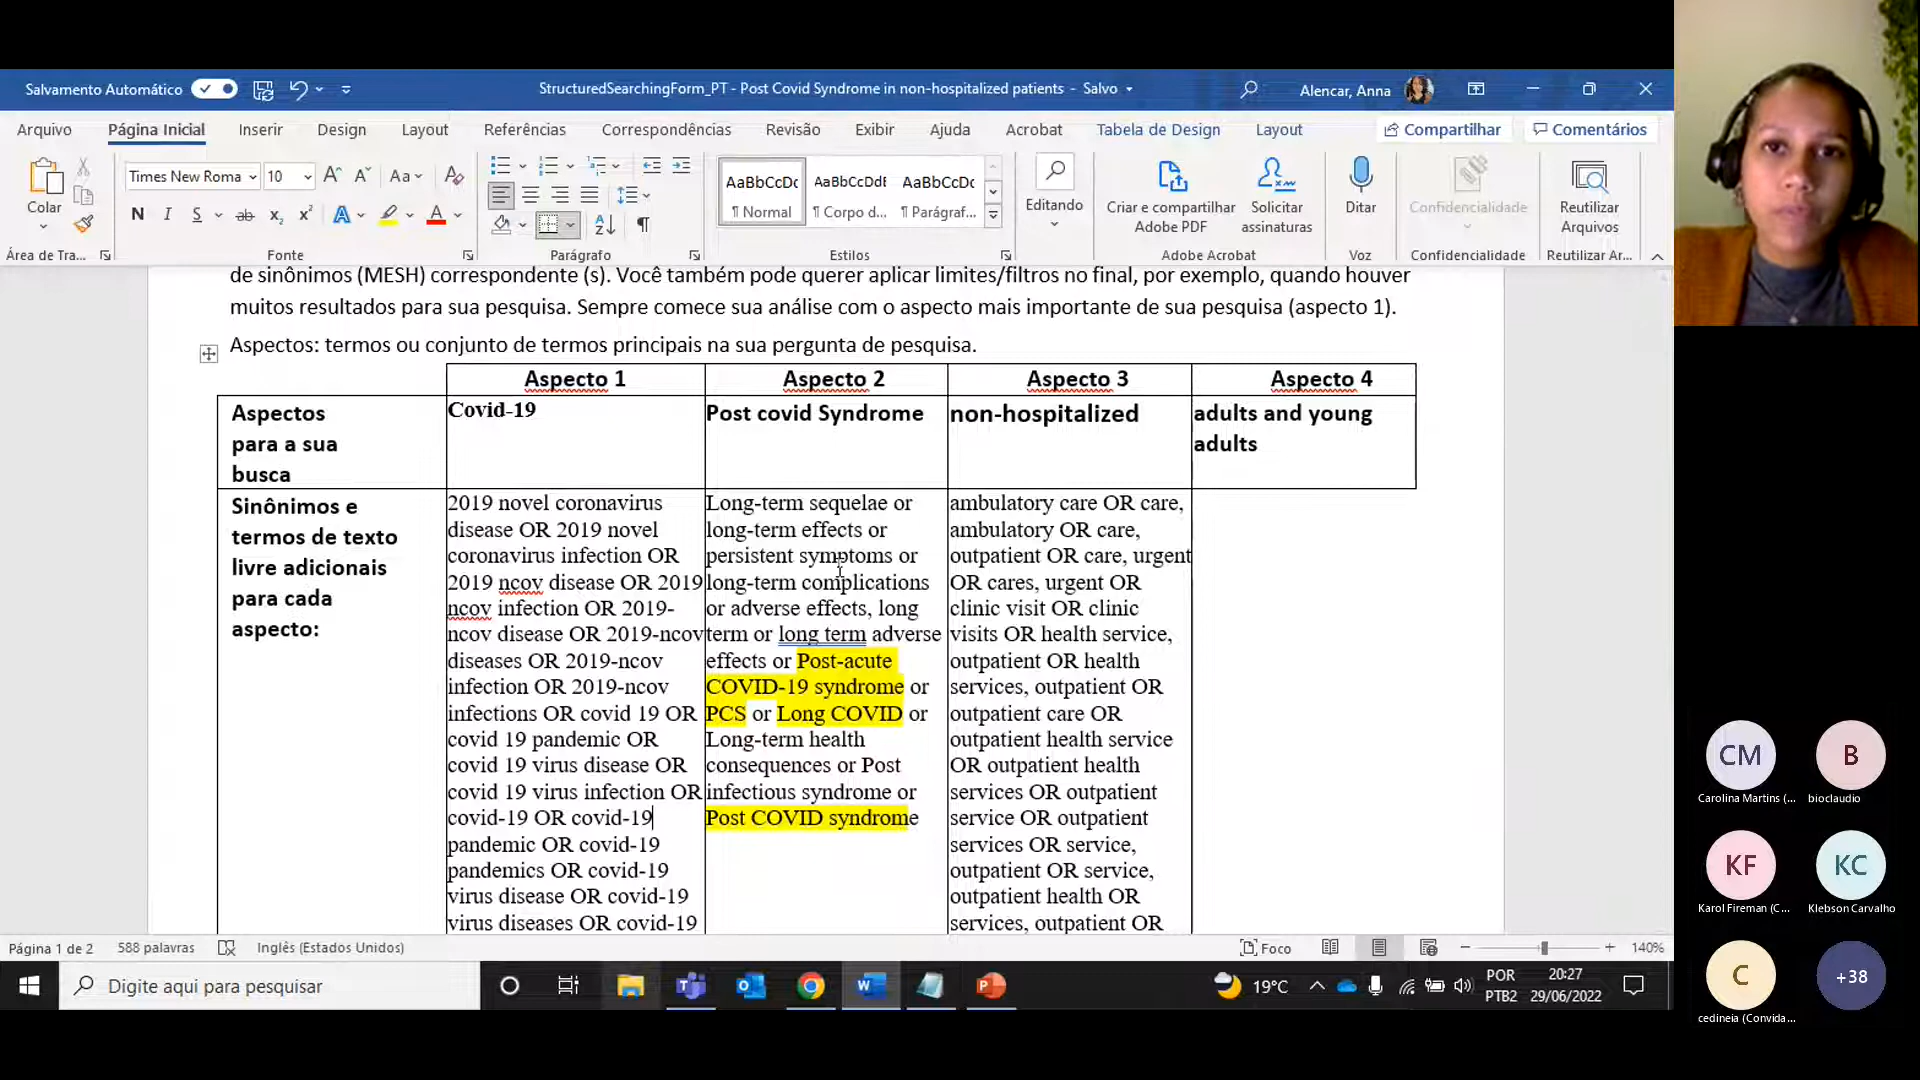 Salvamento Automático
StructuredSearchingForm_PT - Post Covid Syndrome in non-hospitalized patients - Salvo
Alencar, Anna
Arquivo Página Inicial Inserir Design Layout Referências Correspondências Revisão Exibir Ajuda Acrobat Tabela de Design Layout Compartilhar Comentários
Colar
Times New Roma 10
N I S ab x₂ x² A A
AaBbCcDc AaBbCcDdE AaBbCcDc
¶ Normal ¶ Corpo d... ¶ Parágraf...
Editando
Criar e compartilhar Adobe PDF
Solicitar assinaturas
Ditar
Confidencialidade
Reutilizar Arquivos
Área de Tra... Fonte Parágrafo Estilos Adobe Acrobat Voz Confidencialidade Reutilizar Ar...
de sinônimos (MESH) correspondente (s). Você também pode querer aplicar limites/filtros no final, por exemplo, quando houver
muitos resultados para sua pesquisa. Sempre comece sua análise com o aspecto mais importante de sua pesquisa (aspecto 1).
Aspectos: termos ou conjunto de termos principais na sua pergunta de pesquisa.
Aspecto 1 Aspecto 2 Aspecto 3 Aspecto 4
Aspectos
para a sua
busca
Covid-19
Post covid Syndrome
non-hospitalized
adults and young
adults
Sinônimos e
termos de texto
livre adicionais
para cada
aspecto:
2019 novel coronavirus
disease OR 2019 novel
coronavirus infection OR
2019 ncov disease OR 2019
ncov infection OR 2019-
ncov disease OR 2019-ncov
diseases OR 2019-ncov
infection OR 2019-ncov
infections OR covid 19 OR
covid 19 pandemic OR
covid 19 virus disease OR
covid 19 virus infection OR
covid-19 OR covid-19
pandemic OR covid-19
pandemics OR covid-19
virus disease OR covid-19
virus diseases OR covid-19
Long-term sequelae or
long-term effects or
persistent symptoms or
long-term complications
or adverse effects, long
term or long term adverse
effects or Post-acute
COVID-19 syndrome or
PCS or Long COVID or
Long-term health
consequences or Post
infectious syndrome or
Post COVID syndrome
ambulatory care OR care,
ambulatory OR care,
outpatient OR care, urgent
OR cares, urgent OR
clinic visit OR clinic
visits OR health service,
outpatient OR health
services, outpatient OR
outpatient care OR
outpatient health service
OR outpatient health
services OR outpatient
service OR outpatient
services OR service,
outpatient OR service,
outpatient health OR
services, outpatient OR
Página 1 de 2 588 palavras Inglês (Estados Unidos) Foco 140%
Digite aqui para pesquisar
19°C
POR
PTB2
20:27
29/06/2022
CM B
Carolina Martins (... bioclaudio
KF KC
Karol Fireman (C... Klebson Carvalho
C +38
cedineia (Convida...